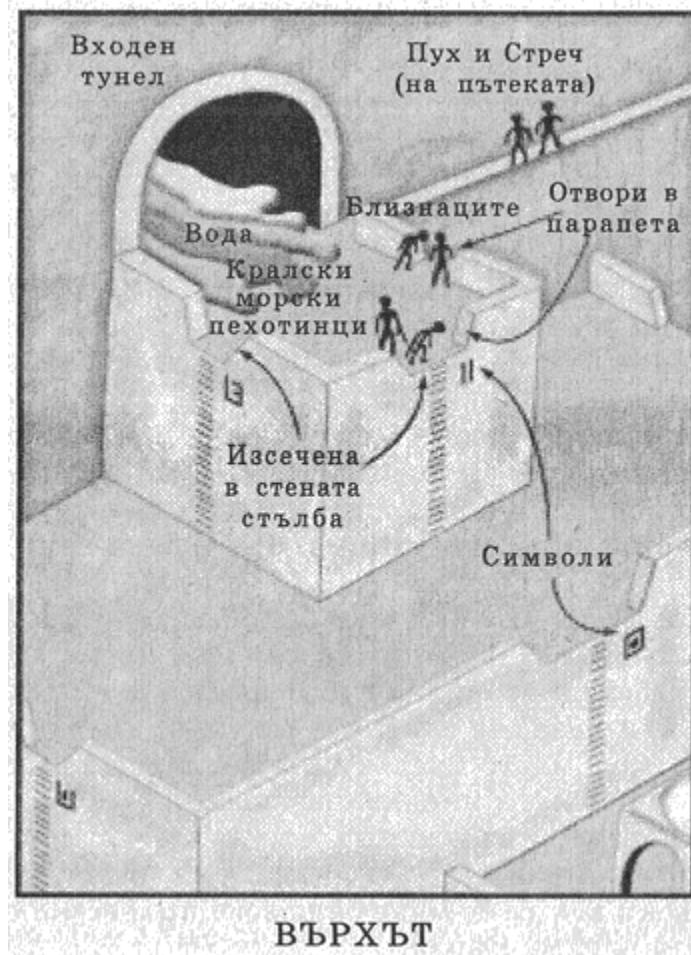 Входен
тунел
Пух и Стреч
(на пътеката)
Близнаците
Отвори в
парапета
Вода
Кралски
морски
пехотинци
Изсечена
в стената
стълба
Символи
ВЪРХЪТ